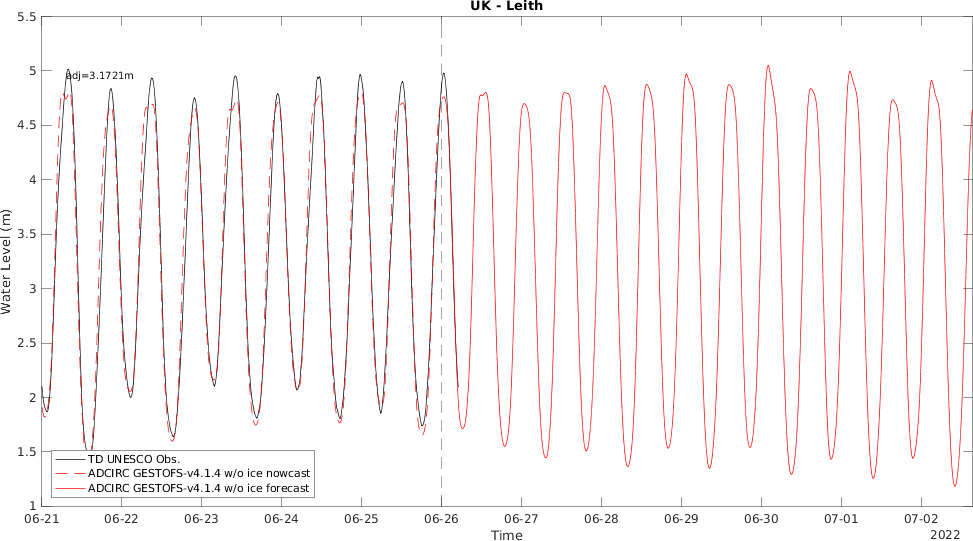 UK - Leith
5.5
5
4.5
4
3.5
3
2.5
2
1.5
1
Water Level (m)
adj=3.1721m
TD UNESCO Obs.
ADCIRC GESTOFS-v4.1.4 w/o ice nowcast
ADCIRC GESTOFS-v4.1.4 w/o ice forecast
06-21 06-22 06-23 06-24 06-25 06-26 06-27 06-28 06-29 06-30 07-01 07-02
Time
2022